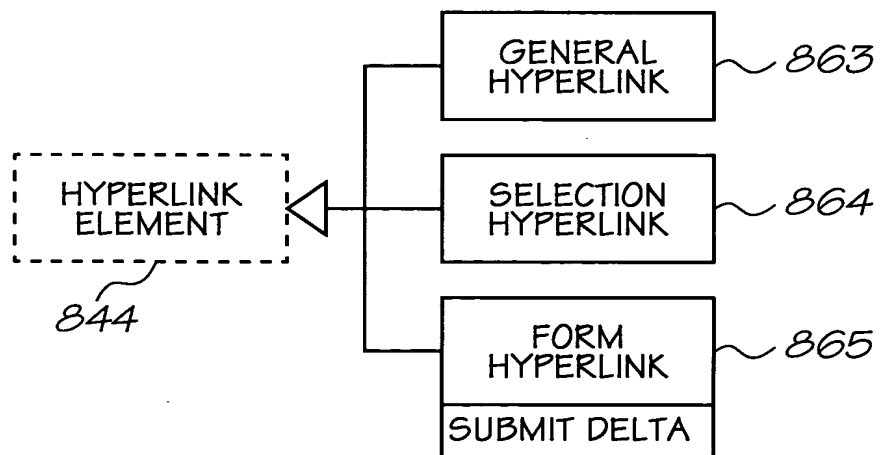 GENERAL
HYPERLINK
863
HYPERLINK
ELEMENT
844
SELECTION
HYPERLINK
864
FORM
HYPERLINK
865
SUBMIT DELTA